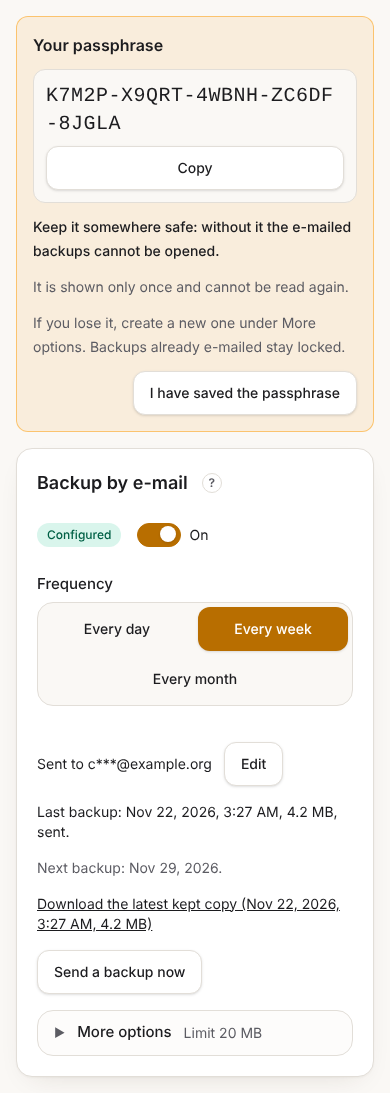 Your passphrase
K7M2P-X9QRT-4WBNH-ZC6DF
-8JGLA
Copy
Keep it somewhere safe: without it the e-mailed
backups cannot be opened.
It is shown only once and cannot be read again.
If you lose it, create a new one under More
options. Backups already e-mailed stay locked.
I have saved the passphrase
Backup by e-mail ?
Configured On
Frequency
Every day Every week
Every month
Sent to c***@example.org Edit
Last backup: Nov 22, 2026, 3:27 AM, 4.2 MB,
sent.
Next backup: Nov 29, 2026.
Download the latest kept copy (Nov 22, 2026,
3:27 AM, 4.2 MB)
Send a backup now
More options Limit 20 MB